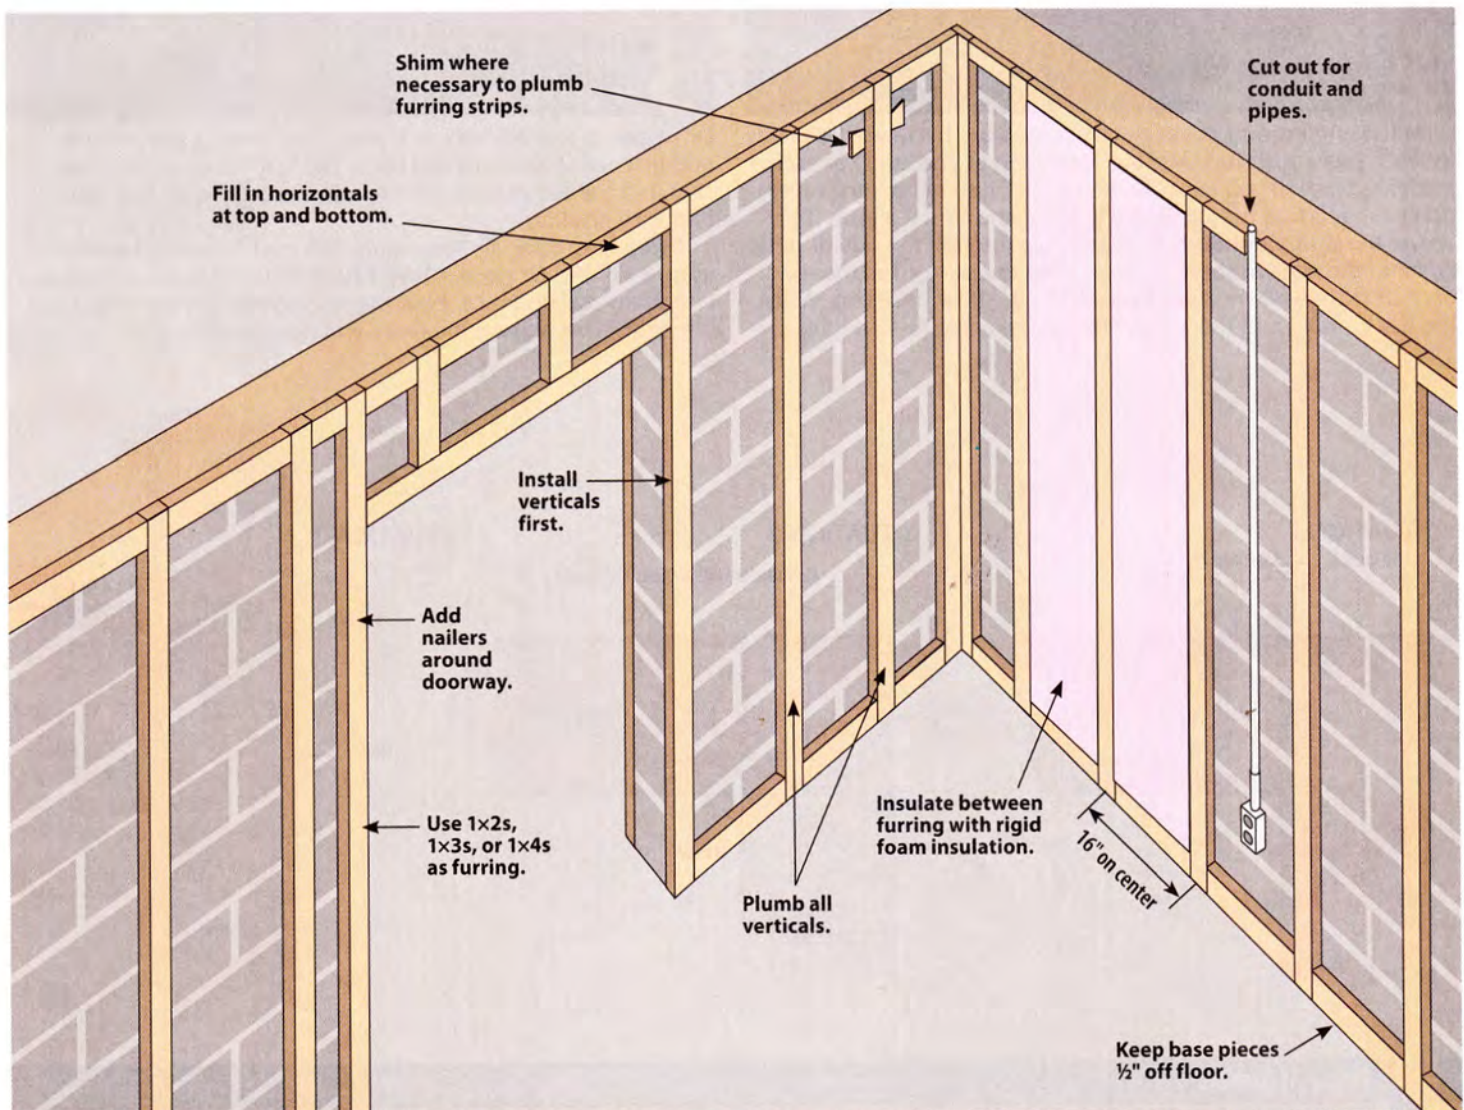 Shim where
necessary to plumb
furring strips.
Cut out for
conduit and
pipes.
Fill in horizontals
at top and bottom.
Install
verticals
first.
Add
nailers
around
doorway.
Use 1×2s,
1×3s, or 1×4s
as furring.
Insulate between
furring with rigid
foam insulation.
16" on center
Plumb all
verticals.
Keep base pieces
½" off floor.